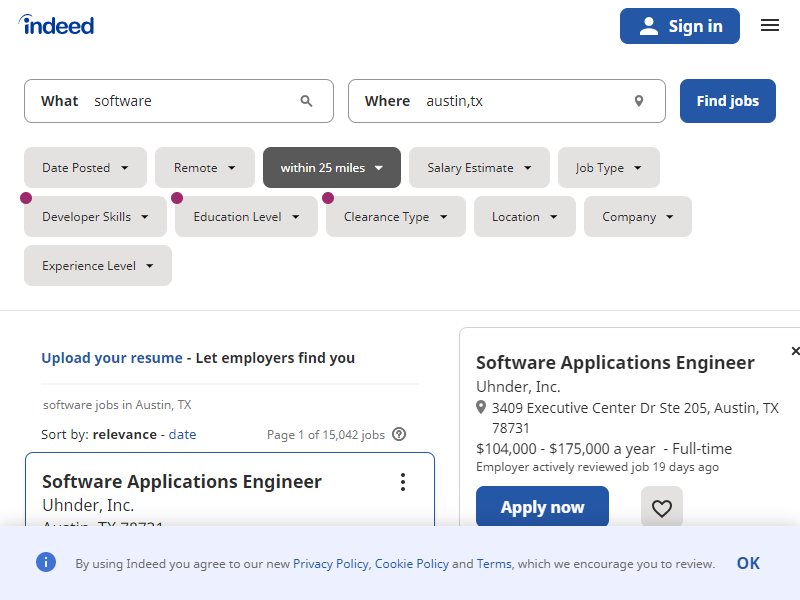 indeed
Sign in
What software
Where austin,tx
Find jobs
Date Posted
Remote
within 25 miles
Salary Estimate
Job Type
Developer Skills
Education Level
Clearance Type
Location
Company
Experience Level
Upload your resume - Let employers find you
software jobs in Austin, TX
Sort by: relevance - date
Page 1 of 15,042 jobs
Software Applications Engineer
Uhnder, Inc.
Austin, TX 78731
Software Applications Engineer
Uhnder, Inc.
3409 Executive Center Dr Ste 205, Austin, TX
78731
$104,000 - $175,000 a year - Full-time
Employer actively reviewed job 19 days ago
Apply now
By using Indeed you agree to our new Privacy Policy, Cookie Policy and Terms, which we encourage you to review.
OK